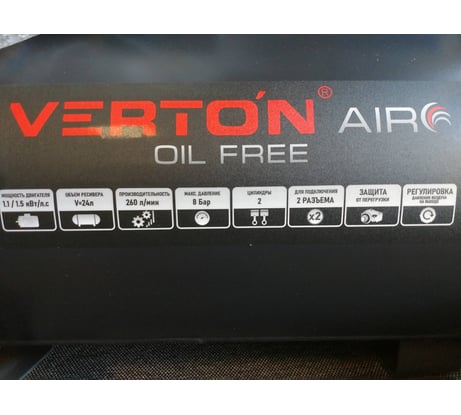 VERTÓN® AIR
OIL FREE
МОЩНОСТЬ ДВИГАТЕЛЯ
1.1 / 1.5 кВт/л.с
ОБЪЕМ РЕСИВЕРА
V=24л
ПРОИЗВОДИТЕЛЬНОСТЬ
260 л/мин
МАКС. ДАВЛЕНИЕ
8 Бар
ЦИЛИНДРЫ
2
ДЛЯ ПОДКЛЮЧЕНИЯ
2 РАЗЪЕМА
x2
ЗАЩИТА
ОТ ПЕРЕГРУЗКИ
РЕГУЛИРОВКА
ДАВЛЕНИЯ ВОЗДУХА
НА ВЫХОДЕ